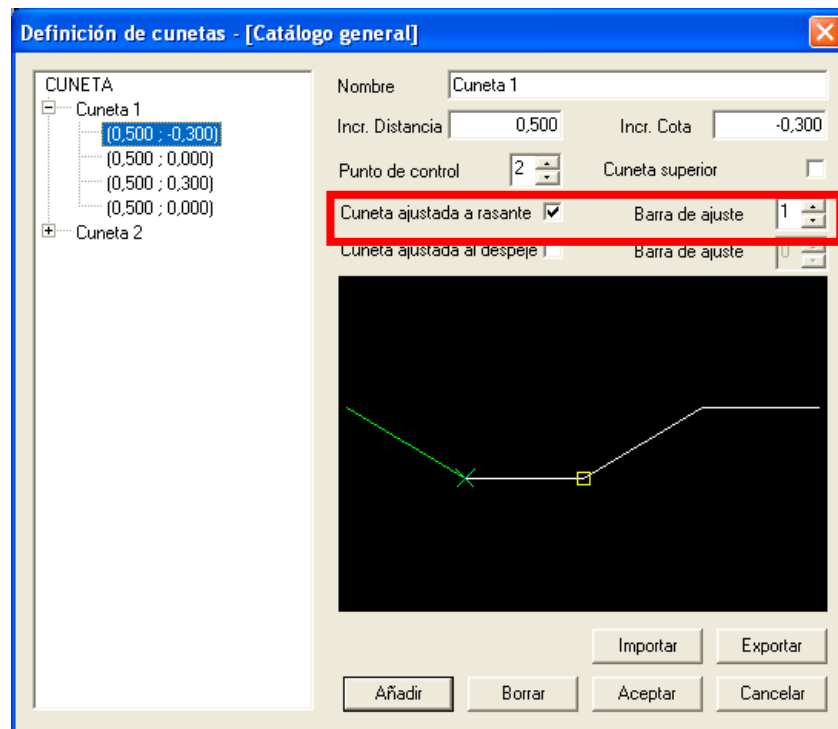 Definición de cunetas - [Catálogo general]
CUNETA
Cuneta 1
(0,500 ; -0,300)
(0,500 ; 0,000)
(0,500 ; 0,300)
(0,500 ; 0,000)
Cuneta 2
Nombre Cuneta 1
Incr. Distancia 0,500 Incr. Cota -0,300
Punto de control 2 Cuneta superior
Cuneta ajustada a rasante Barra de ajuste 1
Cuneta ajustada al despeje Barra de ajuste 0
Importar Exportar
Añadir Borrar Aceptar Cancelar